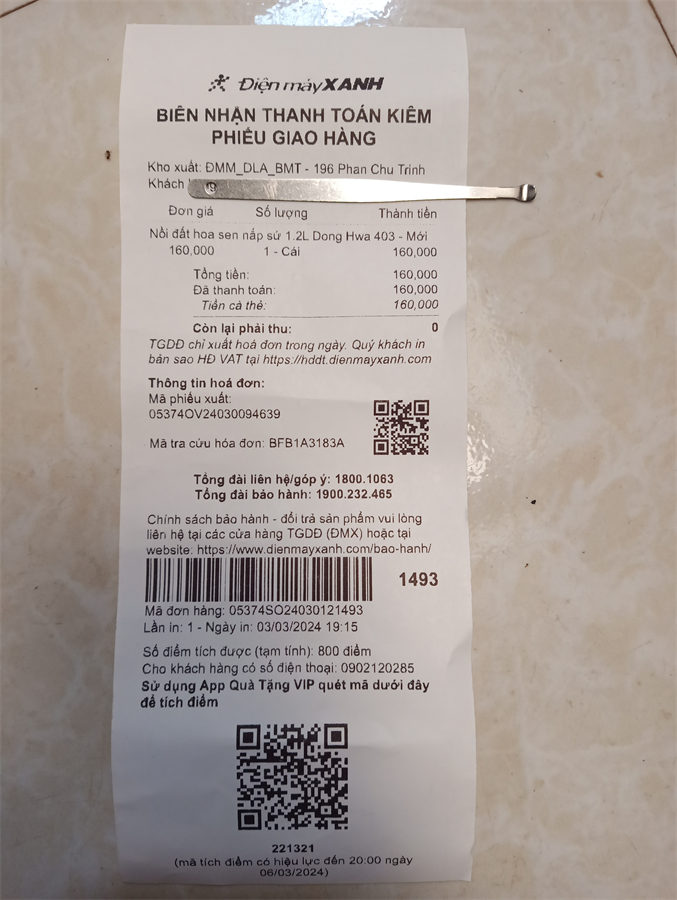 Điện máy XANH
BIÊN NHẬN THANH TOÁN KIÊM
PHIẾU GIAO HÀNG
Kho xuất: ĐMM_DLA_BMT - 196 Phan Chu Trinh
Khách
Đơn giá Số lượng Thành tiền
Nồi đất hoa sen nắp sứ 1.2L Dong Hwa 403 - Mới
160,000 1 - Cái 160,000
Tổng tiền: 160,000
Đã thanh toán: 160,000
Tiền cà thẻ: 160,000
Còn lại phải thu: 0
TGDĐ chỉ xuất hoá đơn trong ngày. Quý khách in
bản sao HĐ VAT tại https://hddt.dienmayxanh.com
Thông tin hoá đơn:
Mã phiếu xuất:
05374OV24030094639
Mã tra cứu hóa đơn: BFB1A3183A
Tổng đài liên hệ/góp ý: 1800.1063
Tổng đài bảo hành: 1900.232.465
Chính sách bảo hành - đổi trả sản phẩm vui lòng
liên hệ tại các cửa hàng TGDĐ (ĐMX) hoặc tại
website: https://www.dienmayxanh.com/bao-hanh/
1493
Mã đơn hàng: 05374SO24030121493
Lần in: 1 - Ngày in: 03/03/2024 19:15
Số điểm tích được (tạm tính): 800 điểm
Cho khách hàng có số điện thoại: 0902120285
Sử dụng App Quà Tặng VIP quét mã dưới đây
để tích điểm
221321
(mã tích điểm có hiệu lực đến 20:00 ngày
06/03/2024)